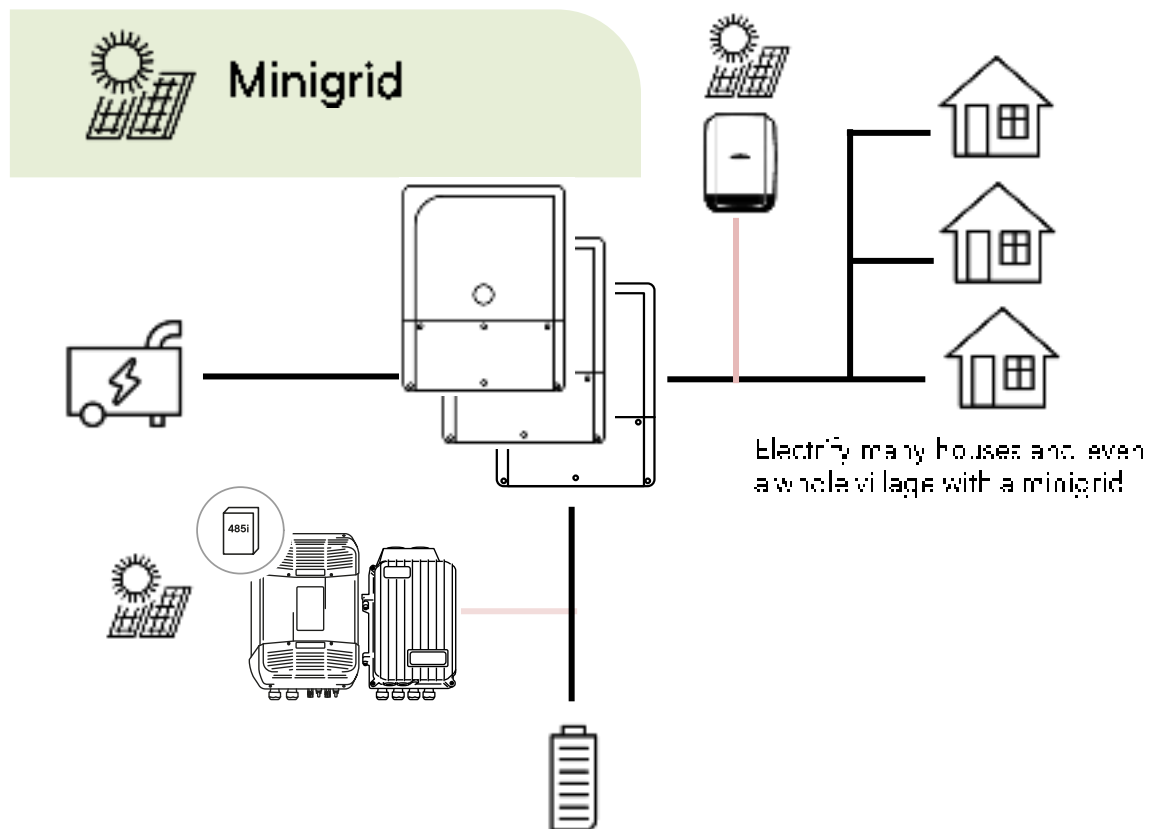 Minigrid
Electrify many houses and even
a whole village with a minigrid
485i